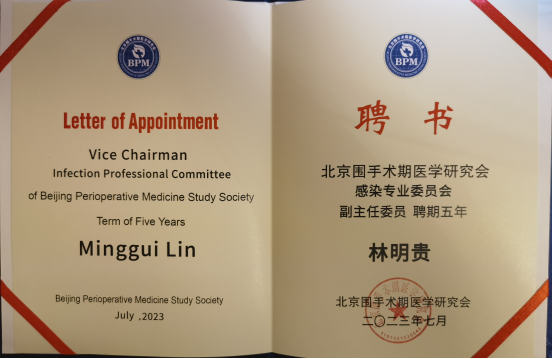 BPM
Letter of Appointment
Vice Chairman
Infection Professional Committee
of Beijing Perioperative Medicine Study Society
Term of Five Years
Minggui Lin
Beijing Perioperative Medicine Study Society
July .2023
BPM
聘 书
北京围手术期医学研究会
感染专业委员会
副主任委员 聘期五年
林明贵
北京围手术期医学研究会
二〇二三年七月